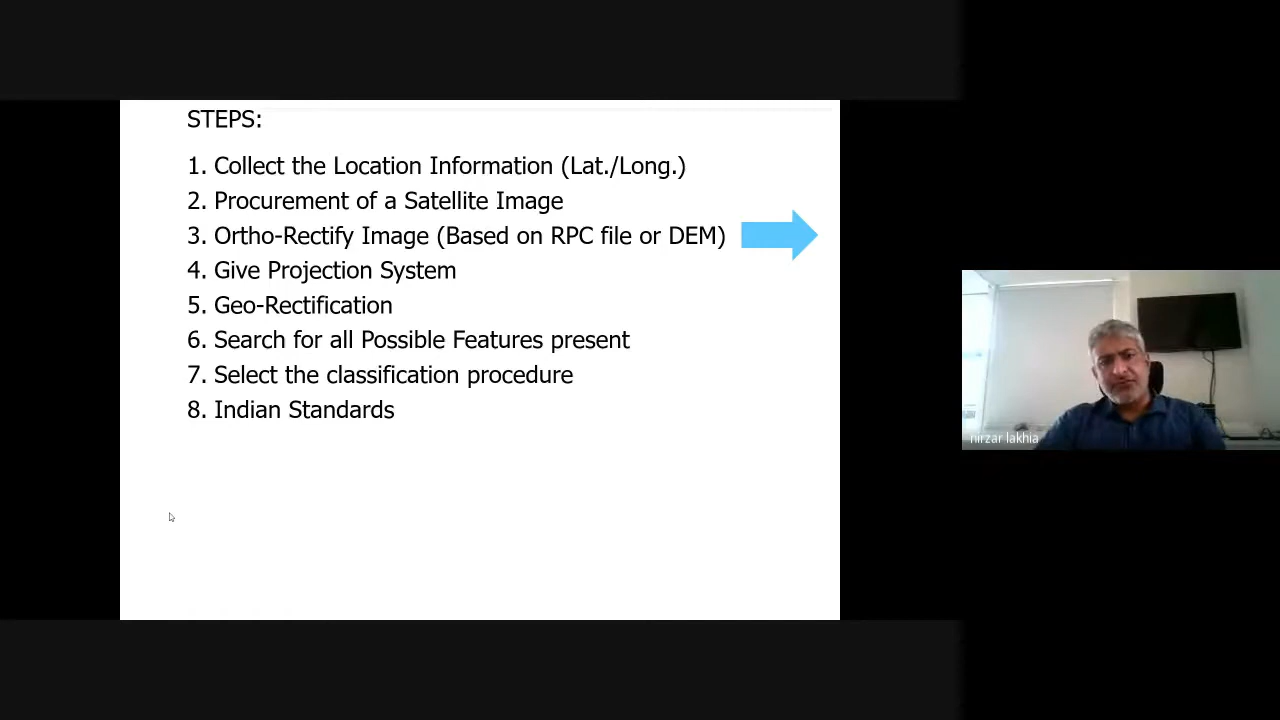 STEPS:
1. Collect the Location Information (Lat./Long.)
2. Procurement of a Satellite Image
3. Ortho-Rectify Image (Based on RPC file or DEM)
4. Give Projection System
5. Geo-Rectification
6. Search for all Possible Features present
7. Select the classification procedure
8. Indian Standards
nirzar lakhia